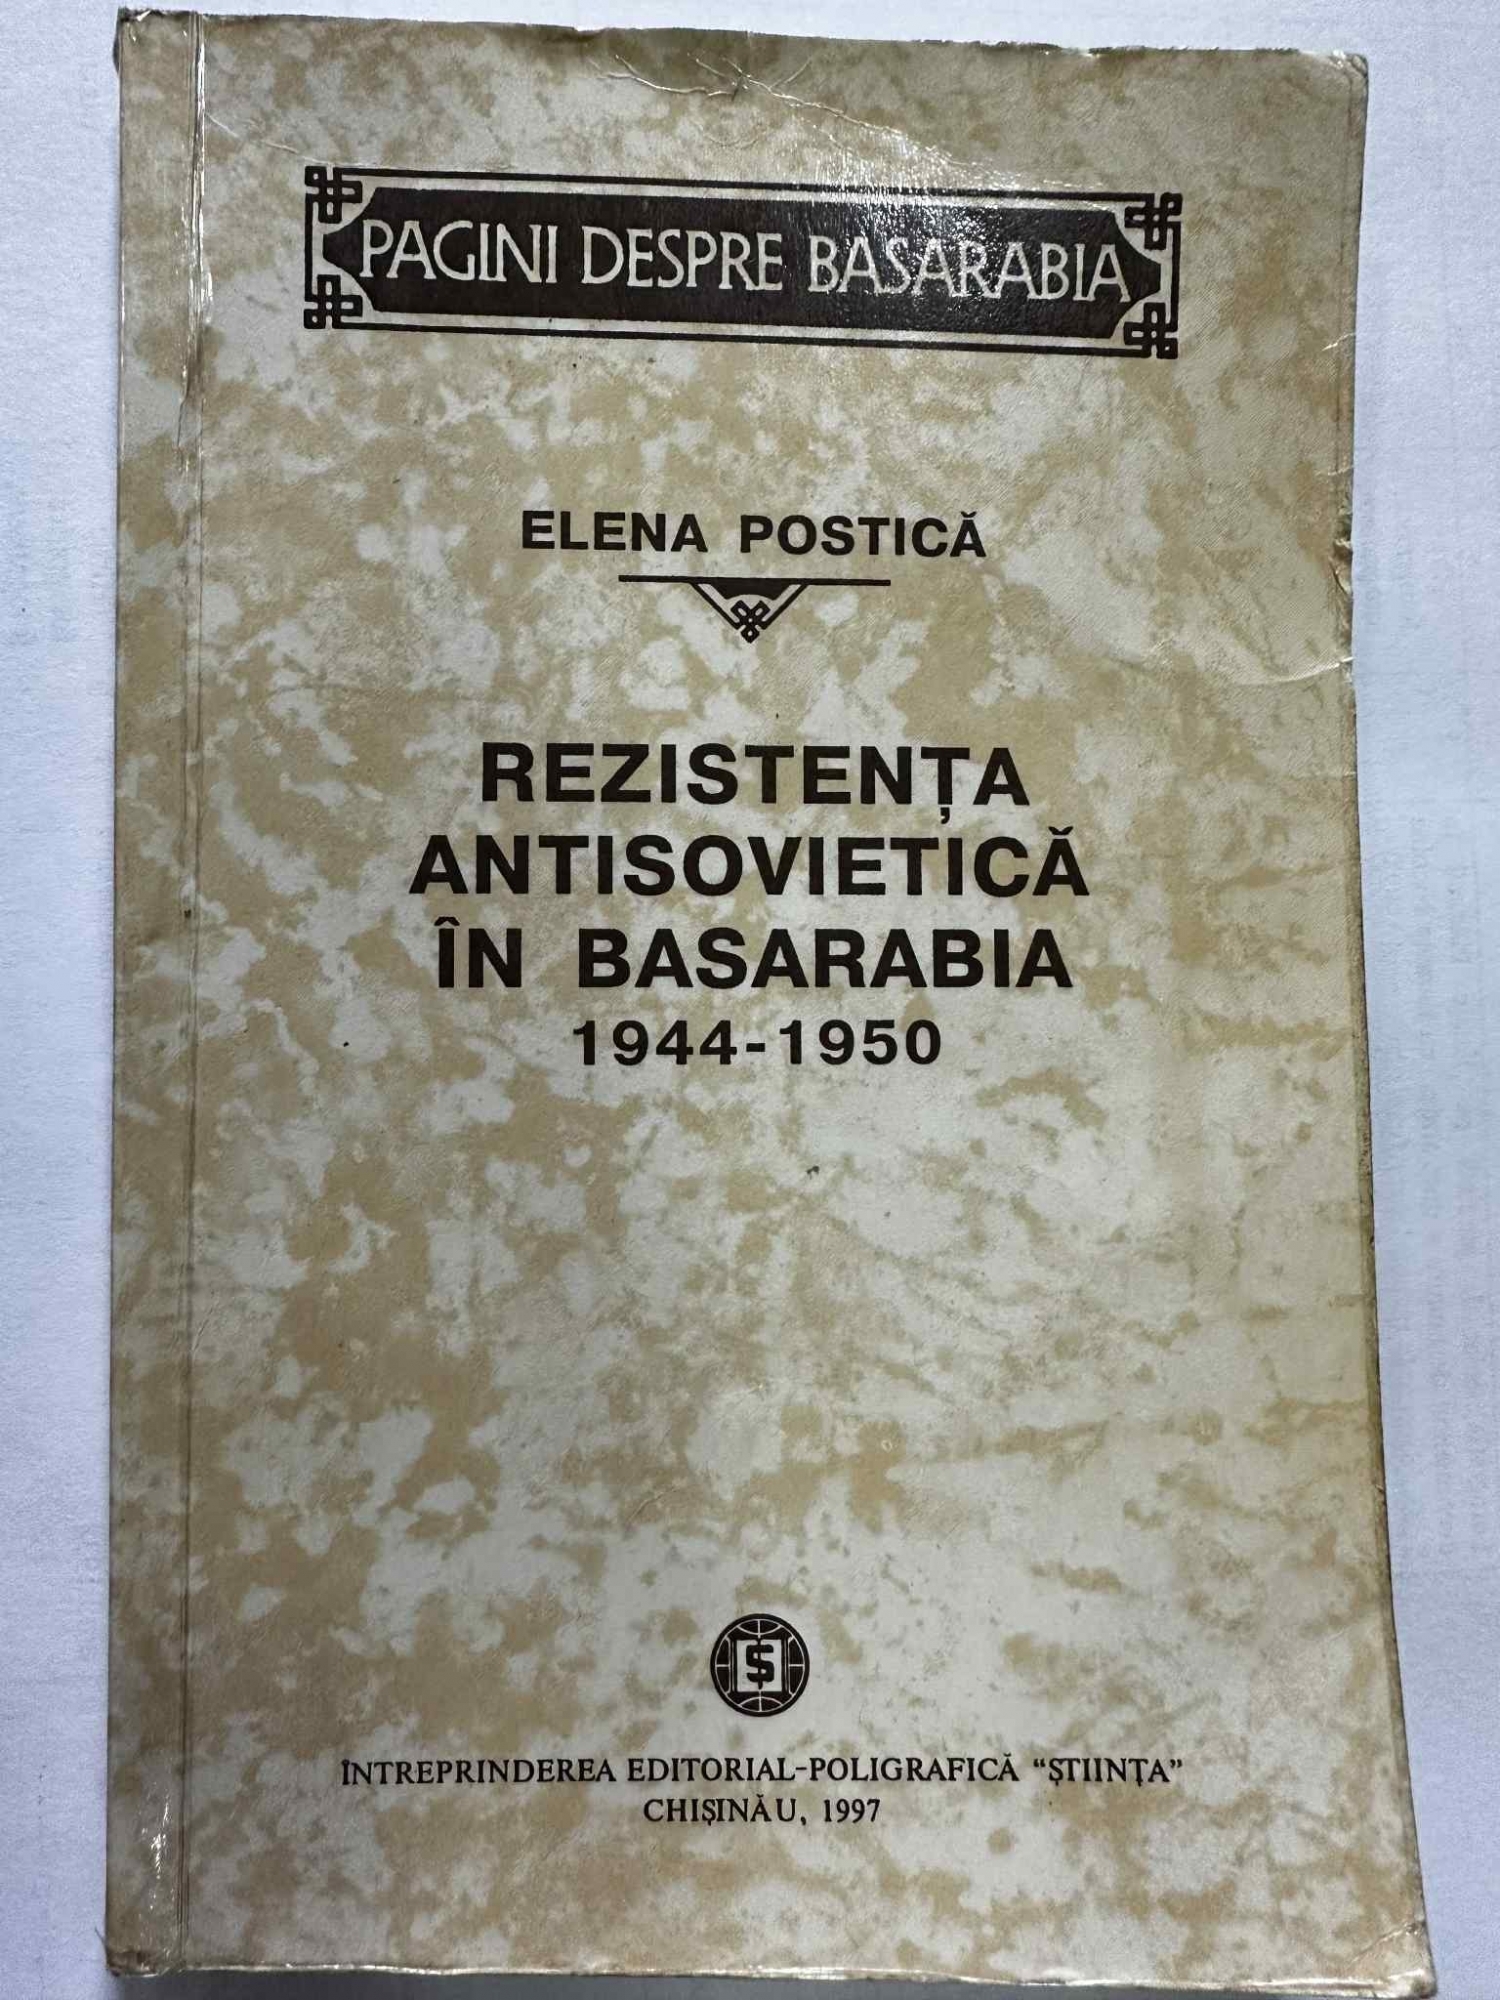 PAGINI DESPRE BASARABIA
ELENA POSTICĂ
REZISTENȚA
ANTISOVIETICĂ
ÎN BASARABIA
1944-1950
Ș
ÎNTREPRINDEREA EDITORIAL-POLIGRAFICĂ "ȘTIINȚA"
CHIȘINĂU, 1997